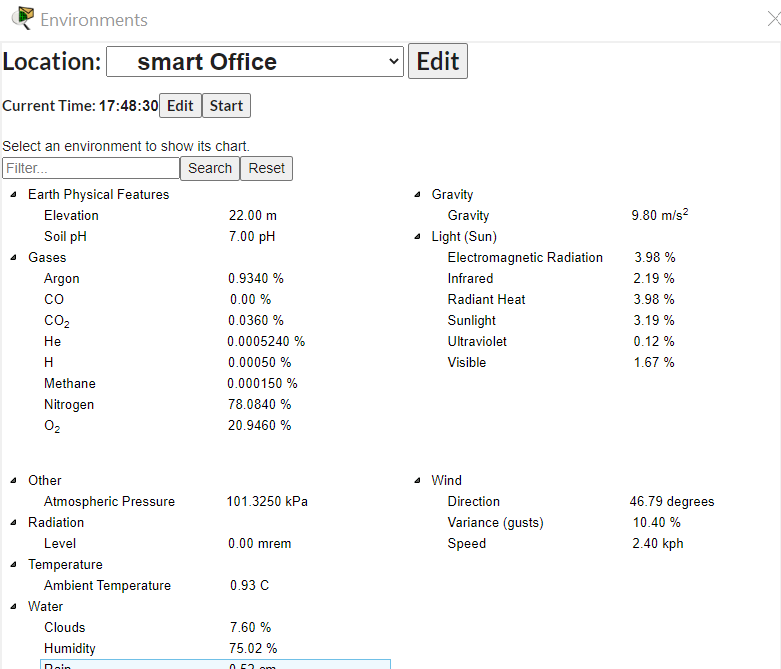 Environments
Location: smart Office Edit
Current Time: 17:48:30 Edit Start
Select an environment to show its chart.
Filter... Search Reset
Earth Physical Features
Elevation 22.00 m
Soil pH 7.00 pH
Gases
Argon 0.9340 %
CO 0.00 %
CO2 0.0360 %
He 0.0005240 %
H 0.00050 %
Methane 0.000150 %
Nitrogen 78.0840 %
O2 20.9460 %
Gravity
Gravity 9.80 m/s2
Light (Sun)
Electromagnetic Radiation 3.98 %
Infrared 2.19 %
Radiant Heat 3.98 %
Sunlight 3.19 %
Ultraviolet 0.12 %
Visible 1.67 %
Other
Atmospheric Pressure 101.3250 kPa
Radiation
Level 0.00 mrem
Temperature
Ambient Temperature 0.93 C
Water
Clouds 7.60 %
Humidity 75.02 %
Rain 0.52 cm
Wind
Direction 46.79 degrees
Variance (gusts) 10.40 %
Speed 2.40 kph